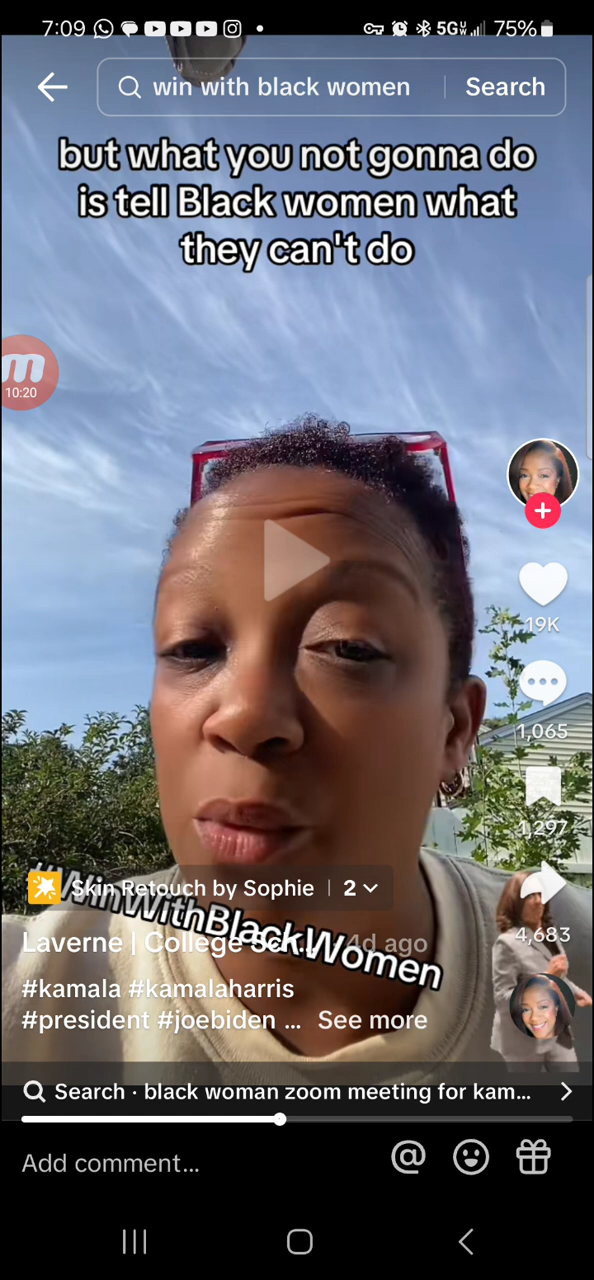 7:09
5G
75%
win with black women
Search
but what you not gonna do
is tell Black women what
they can't do
m
10:20
19K
1,065
1,297
4,683
#WinWithBlackWomen
Skin Retouch by Sophie | 2
Laverne | College Sch... · 4d ago
#kamala #kamalaharris
#president #joebiden ... See more
Search · black woman zoom meeting for kam...
Add comment...